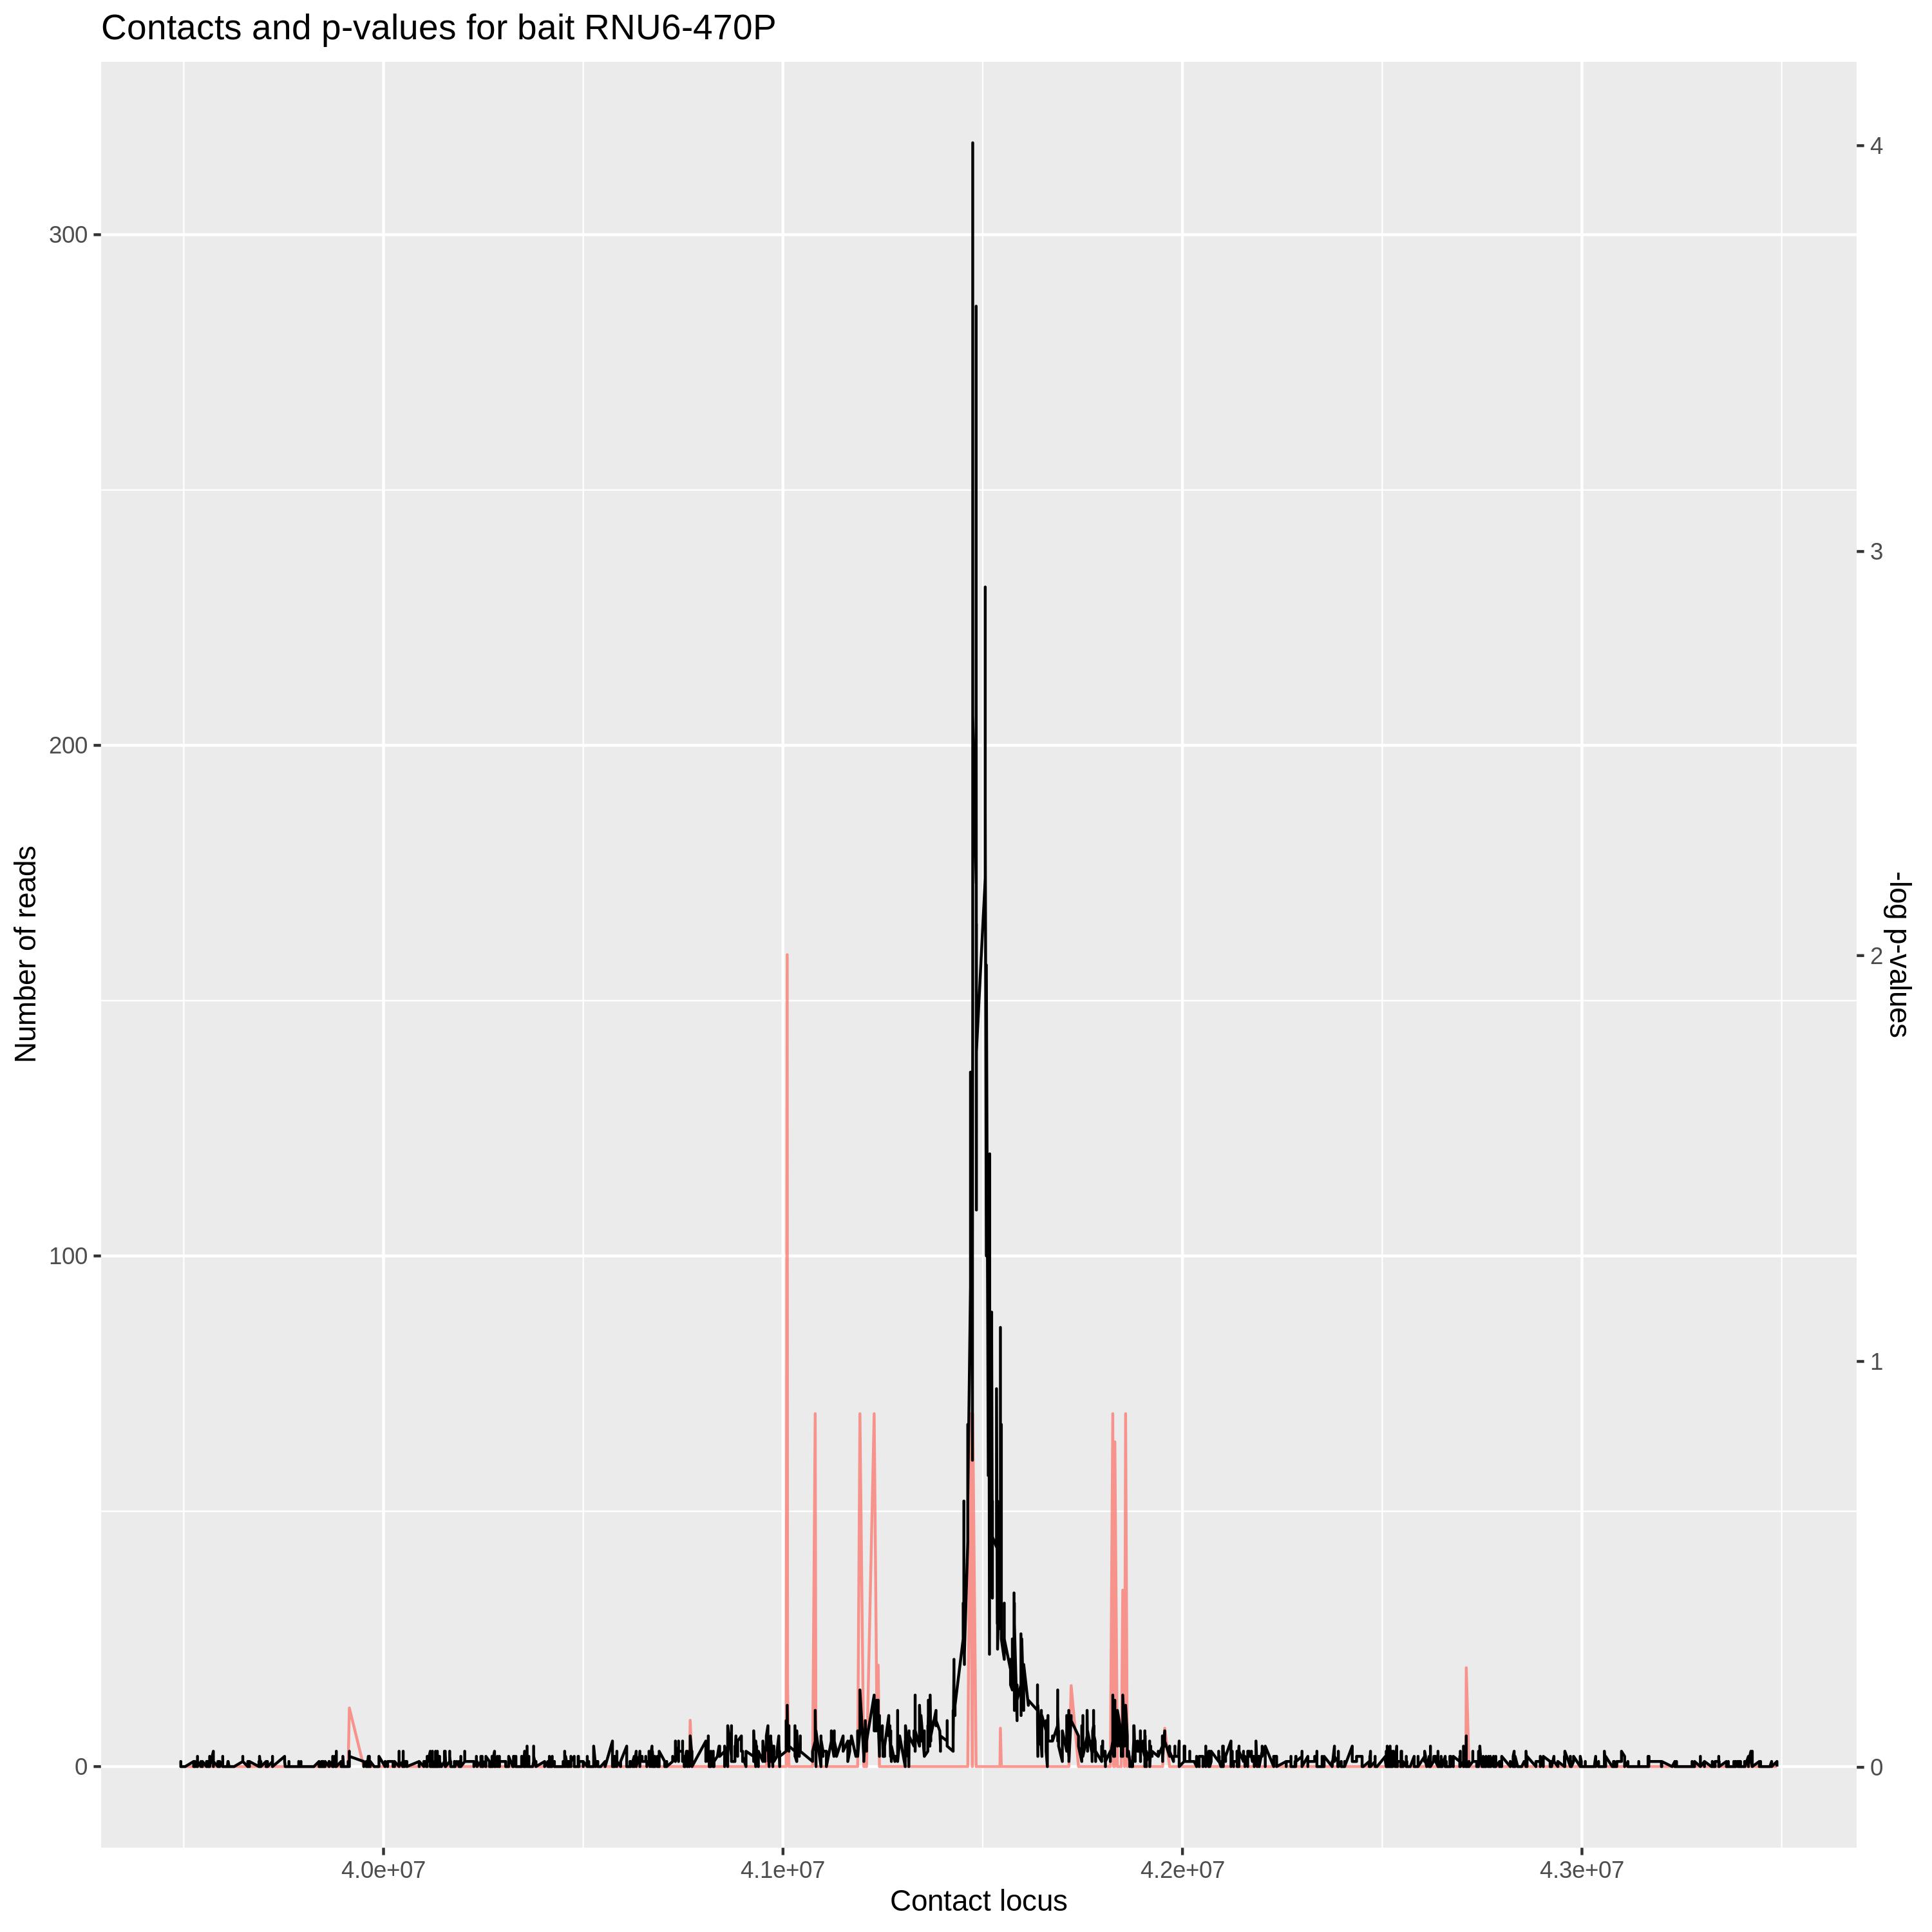 Contacts and p-values for bait RNU6-470P
300
200
100
0
Number of reads
4
3
2
1
0
-log p-values
4.0e+07
4.1e+07
4.2e+07
4.3e+07
Contact locus